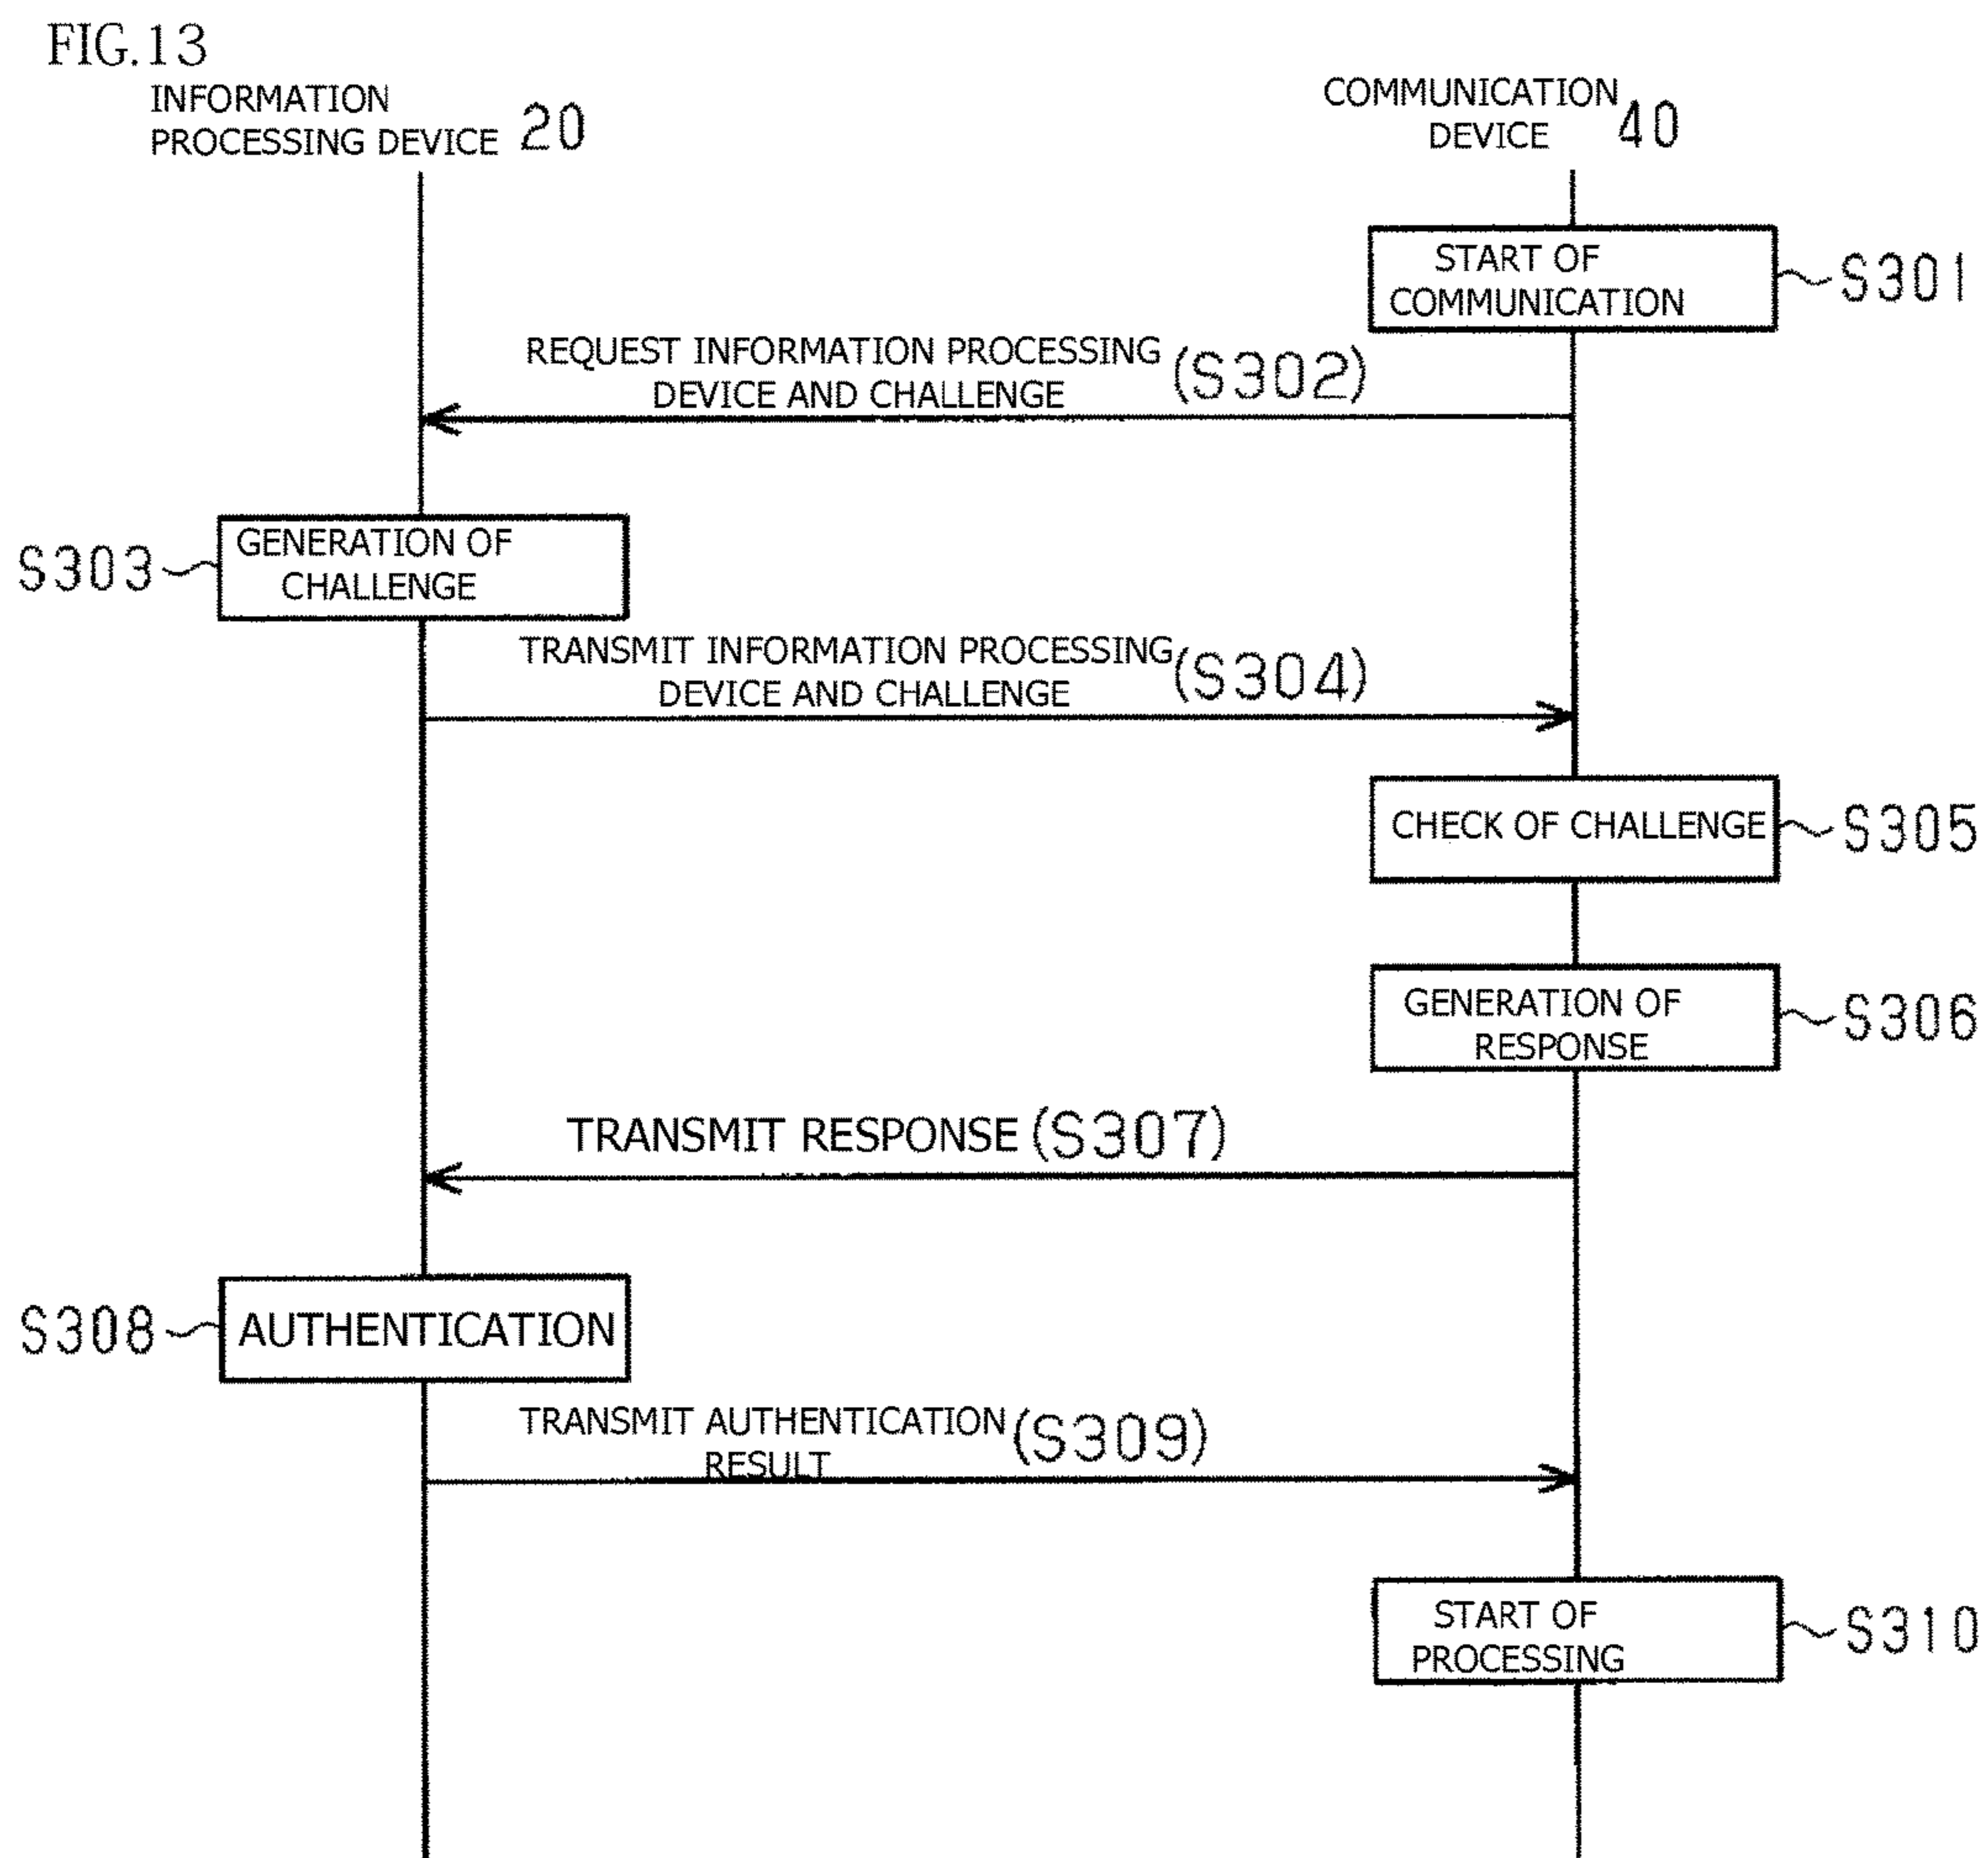 FIG.13
INFORMATION
PROCESSING DEVICE 20
COMMUNICATION
DEVICE 40
START OF
COMMUNICATION
S301
REQUEST INFORMATION PROCESSING
DEVICE AND CHALLENGE (S302)
S303
GENERATION OF
CHALLENGE
TRANSMIT INFORMATION PROCESSING
DEVICE AND CHALLENGE (S304)
CHECK OF CHALLENGE
S305
GENERATION OF
RESPONSE
S306
TRANSMIT RESPONSE (S307)
S308
AUTHENTICATION
TRANSMIT AUTHENTICATION
RESULT (S309)
START OF
PROCESSING
S310